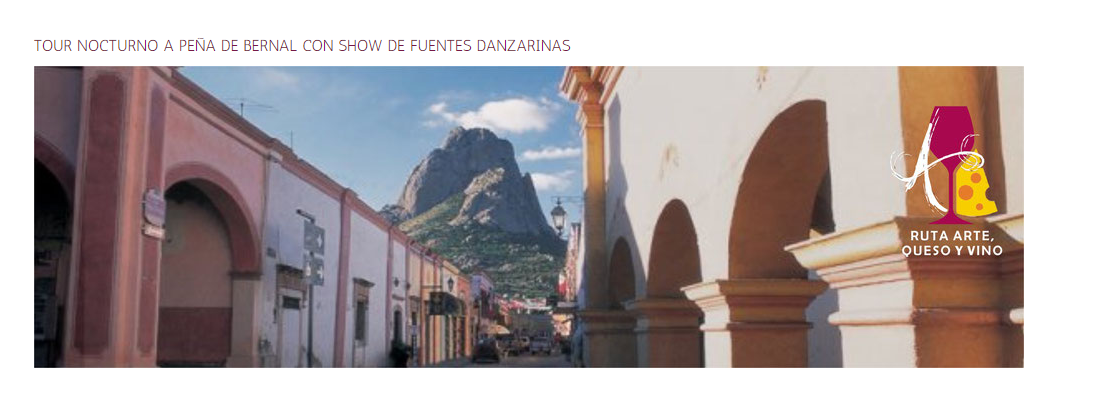 TOUR NOCTURNO A PEÑA DE BERNAL CON SHOW DE FUENTES DANZARINAS
RUTA ARTE,
QUESO Y VINO